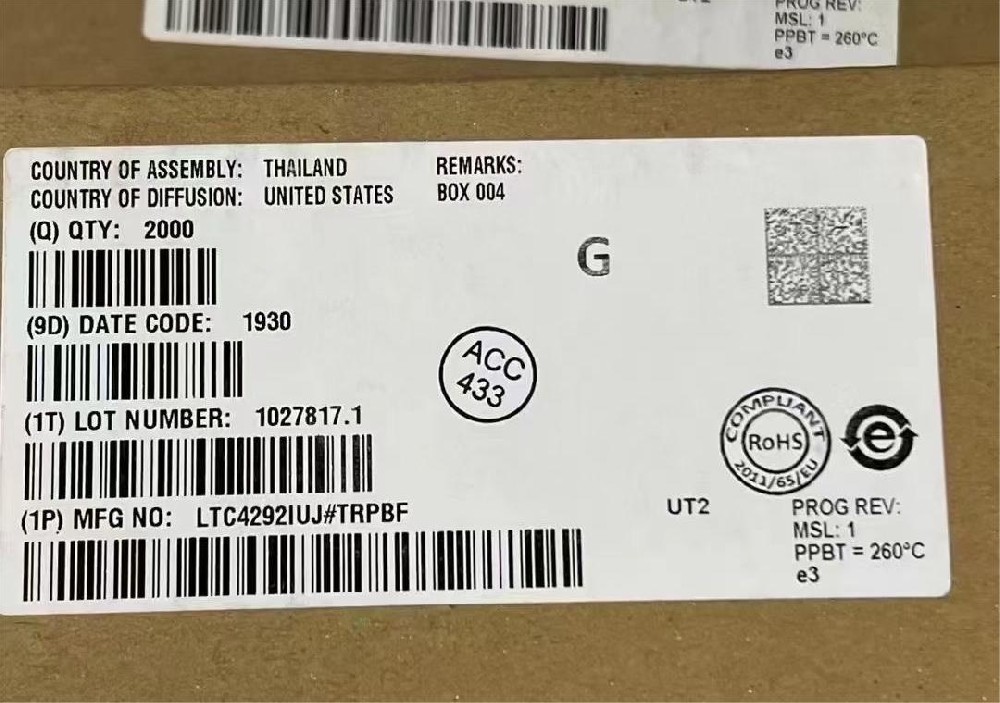 PROG REV:
MSL: 1
PPBT = 260°C
e3
COUNTRY OF ASSEMBLY: THAILAND
REMARKS:
COUNTRY OF DIFFUSION: UNITED STATES
BOX 004
(Q) QTY: 2000
G
(9D) DATE CODE: 1930
ACC
433
(1T) LOT NUMBER: 1027817.1
COMPLIANT
RoHS
2011/65/EU
e
(1P) MFG NO: LTC4292IUJ#TRPBF
UT2
PROG REV:
MSL: 1
PPBT = 260°C
e3